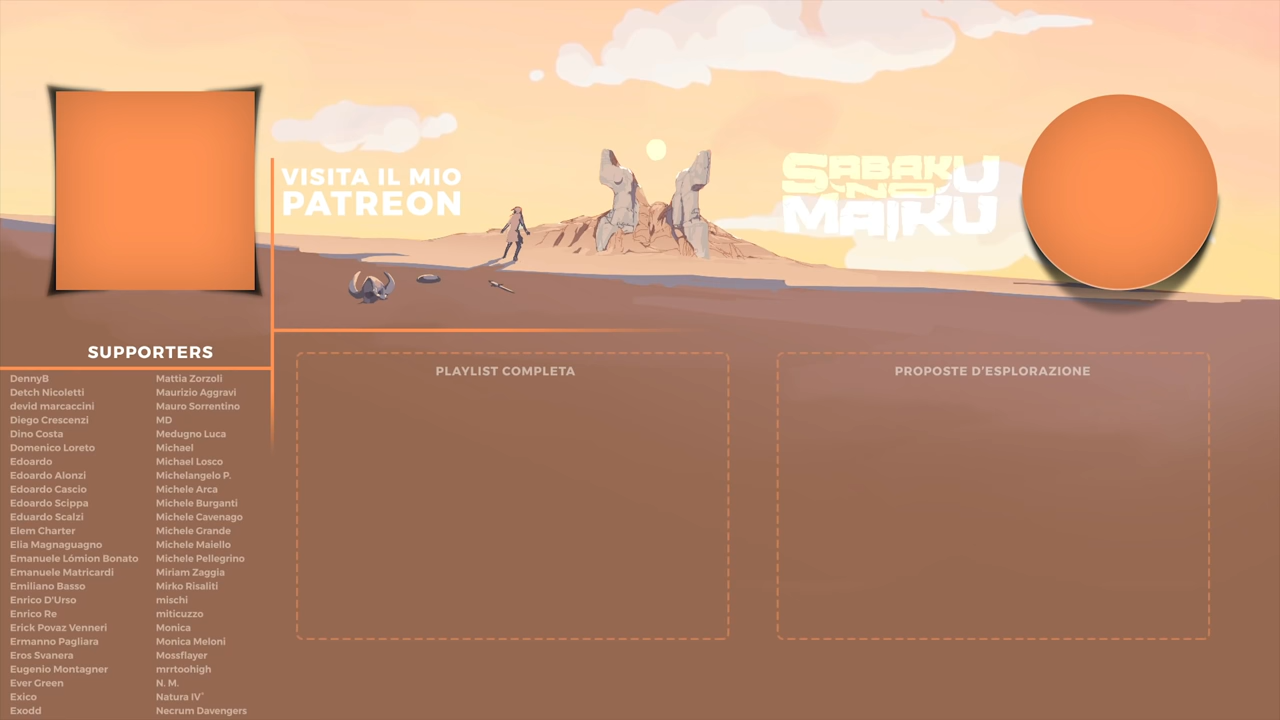 VISITA IL MIO
PATREON
SABAKU
NO
MAIKU
SUPPORTERS
DennyB
Detch Nicoletti
devid marcaccini
Diego Crescenzi
Dino Costa
Domenico Loreto
Edoardo
Edoardo Alonzi
Edoardo Cascio
Edoardo Scippa
Eduardo Scalzi
Elem Charter
Elia Magnaguagno
Emanuele Lómion Bonato
Emanuele Matricardi
Emiliano Basso
Enrico D'Urso
Enrico Re
Erick Povaz Venneri
Ermanno Pagliara
Eros Svanera
Eugenio Montagner
Ever Green
Exico
Exodd
Mattia Zorzoli
Maurizio Aggravi
Mauro Sorrentino
MD
Medugno Luca
Michael
Michael Losco
Michelangelo P.
Michele Arca
Michele Burganti
Michele Cavenago
Michele Grande
Michele Maiello
Michele Pellegrino
Miriam Zaggia
Mirko Risaliti
mischi
miticuzzo
Monica
Monica Meloni
Mossflayer
mrrtoohigh
N. M.
Natura IV°
Necrum Davengers
PLAYLIST COMPLETA
PROPOSTE D'ESPLORAZIONE